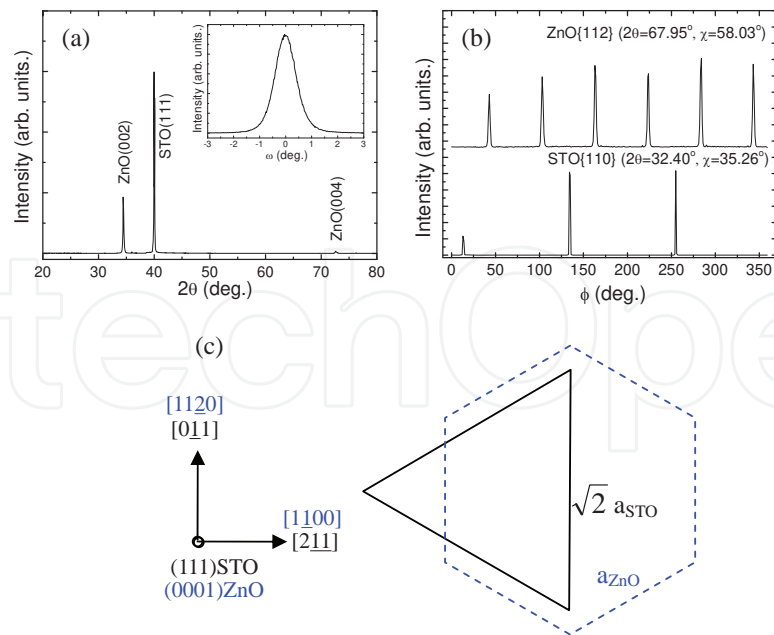 (a)
Intensity (arb. units.)
ZnO(002)
STO(111)
ZnO(004)
20 30 40 50 60 70 80
2θ (deg.)
Intensity (arb. units.)
-3 -2 -1 0 1 2 3
ω (deg.)
(b)
ZnO{112} (2θ=67.95°, χ=58.03°)
STO{110} (2θ=32.40°, χ=35.26°)
Intensity (arb. units.)
0 50 100 150 200 250 300 350
ϕ (deg.)
techOpe
(c)
[112̲0]
[01̲1]
[11̲00]
[21̲1̲]
(111)STO
(0001)ZnO
√2 aSTO
aZnO